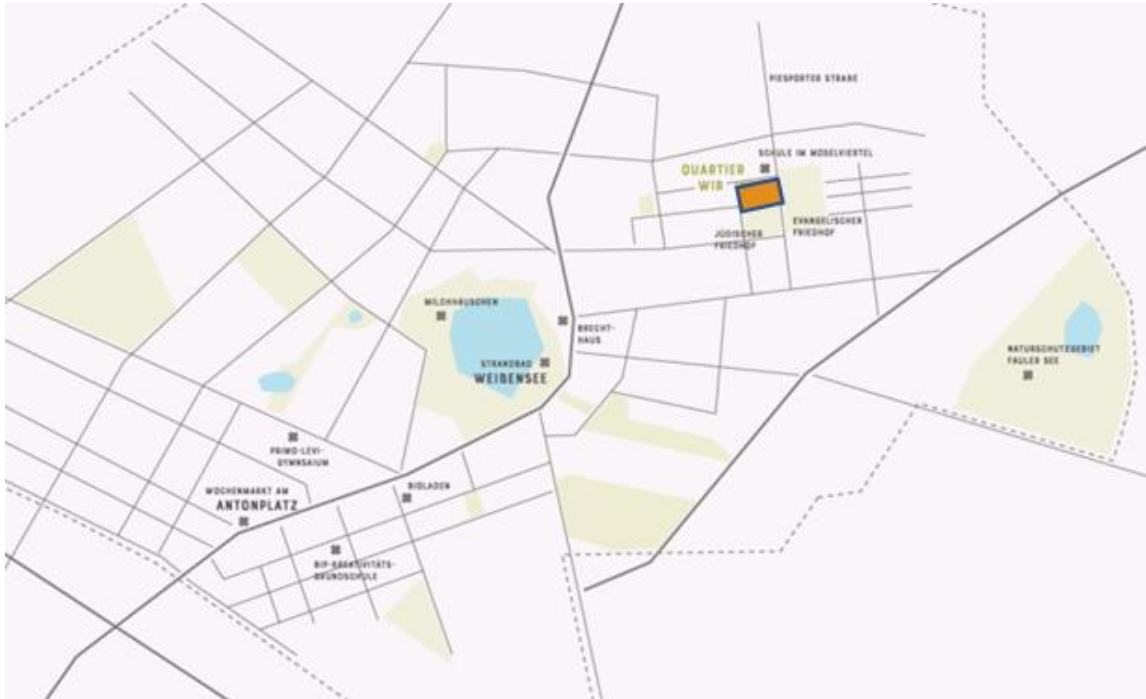 PIESPORTER STRAßE
SCHULE IM MOSELVIERTEL
QUARTIER
WIR
EVANGELISCHER
FRIEDHOF
JÜDISCHER
FRIEDHOF
MILCHHÄUSCHEN
BRECHT-
HAUS
STRANDBAD
WEIßENSEE
NATURSCHUTZGEBIET
FAULER SEE
PRIMO-LEVI-
GYMNSAIUM
WOCHENMARKT AM
ANTONPLATZ
BIOLADEN
BIP-KREATIVITÄTS-
GRUNDSCHULE